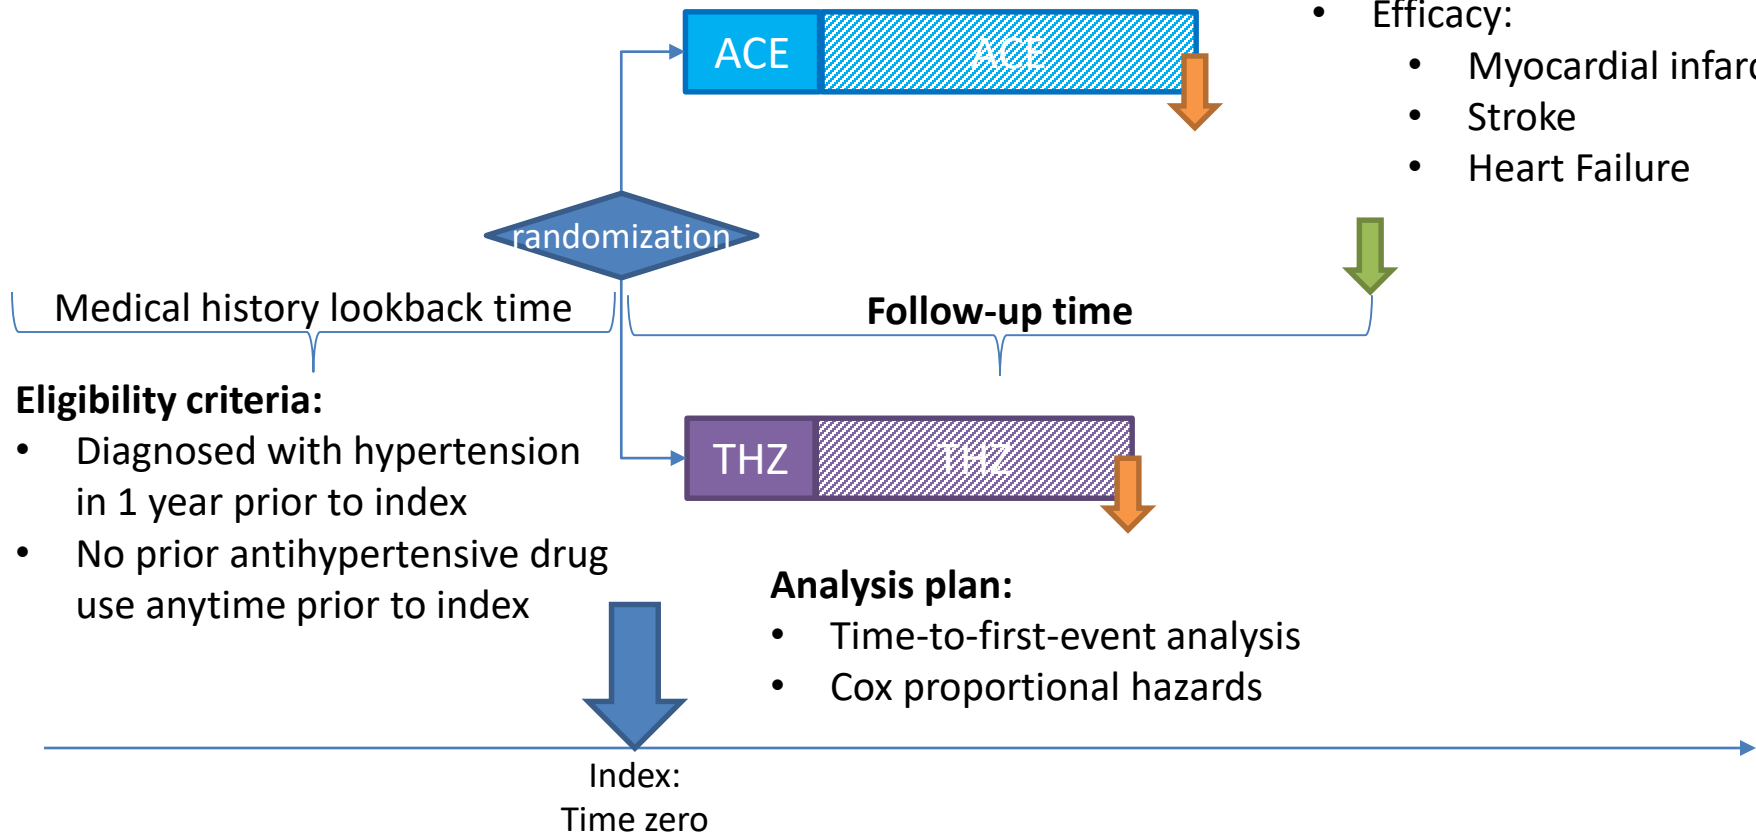 ACE
ACE
• Efficacy:
• Myocardial infarc
• Stroke
• Heart Failure
randomization
Medical history lookback time
Follow-up time
Eligibility criteria:
• Diagnosed with hypertension
in 1 year prior to index
• No prior antihypertensive drug
use anytime prior to index
THZ
THZ
Analysis plan:
• Time-to-first-event analysis
• Cox proportional hazards
Index:
Time zero